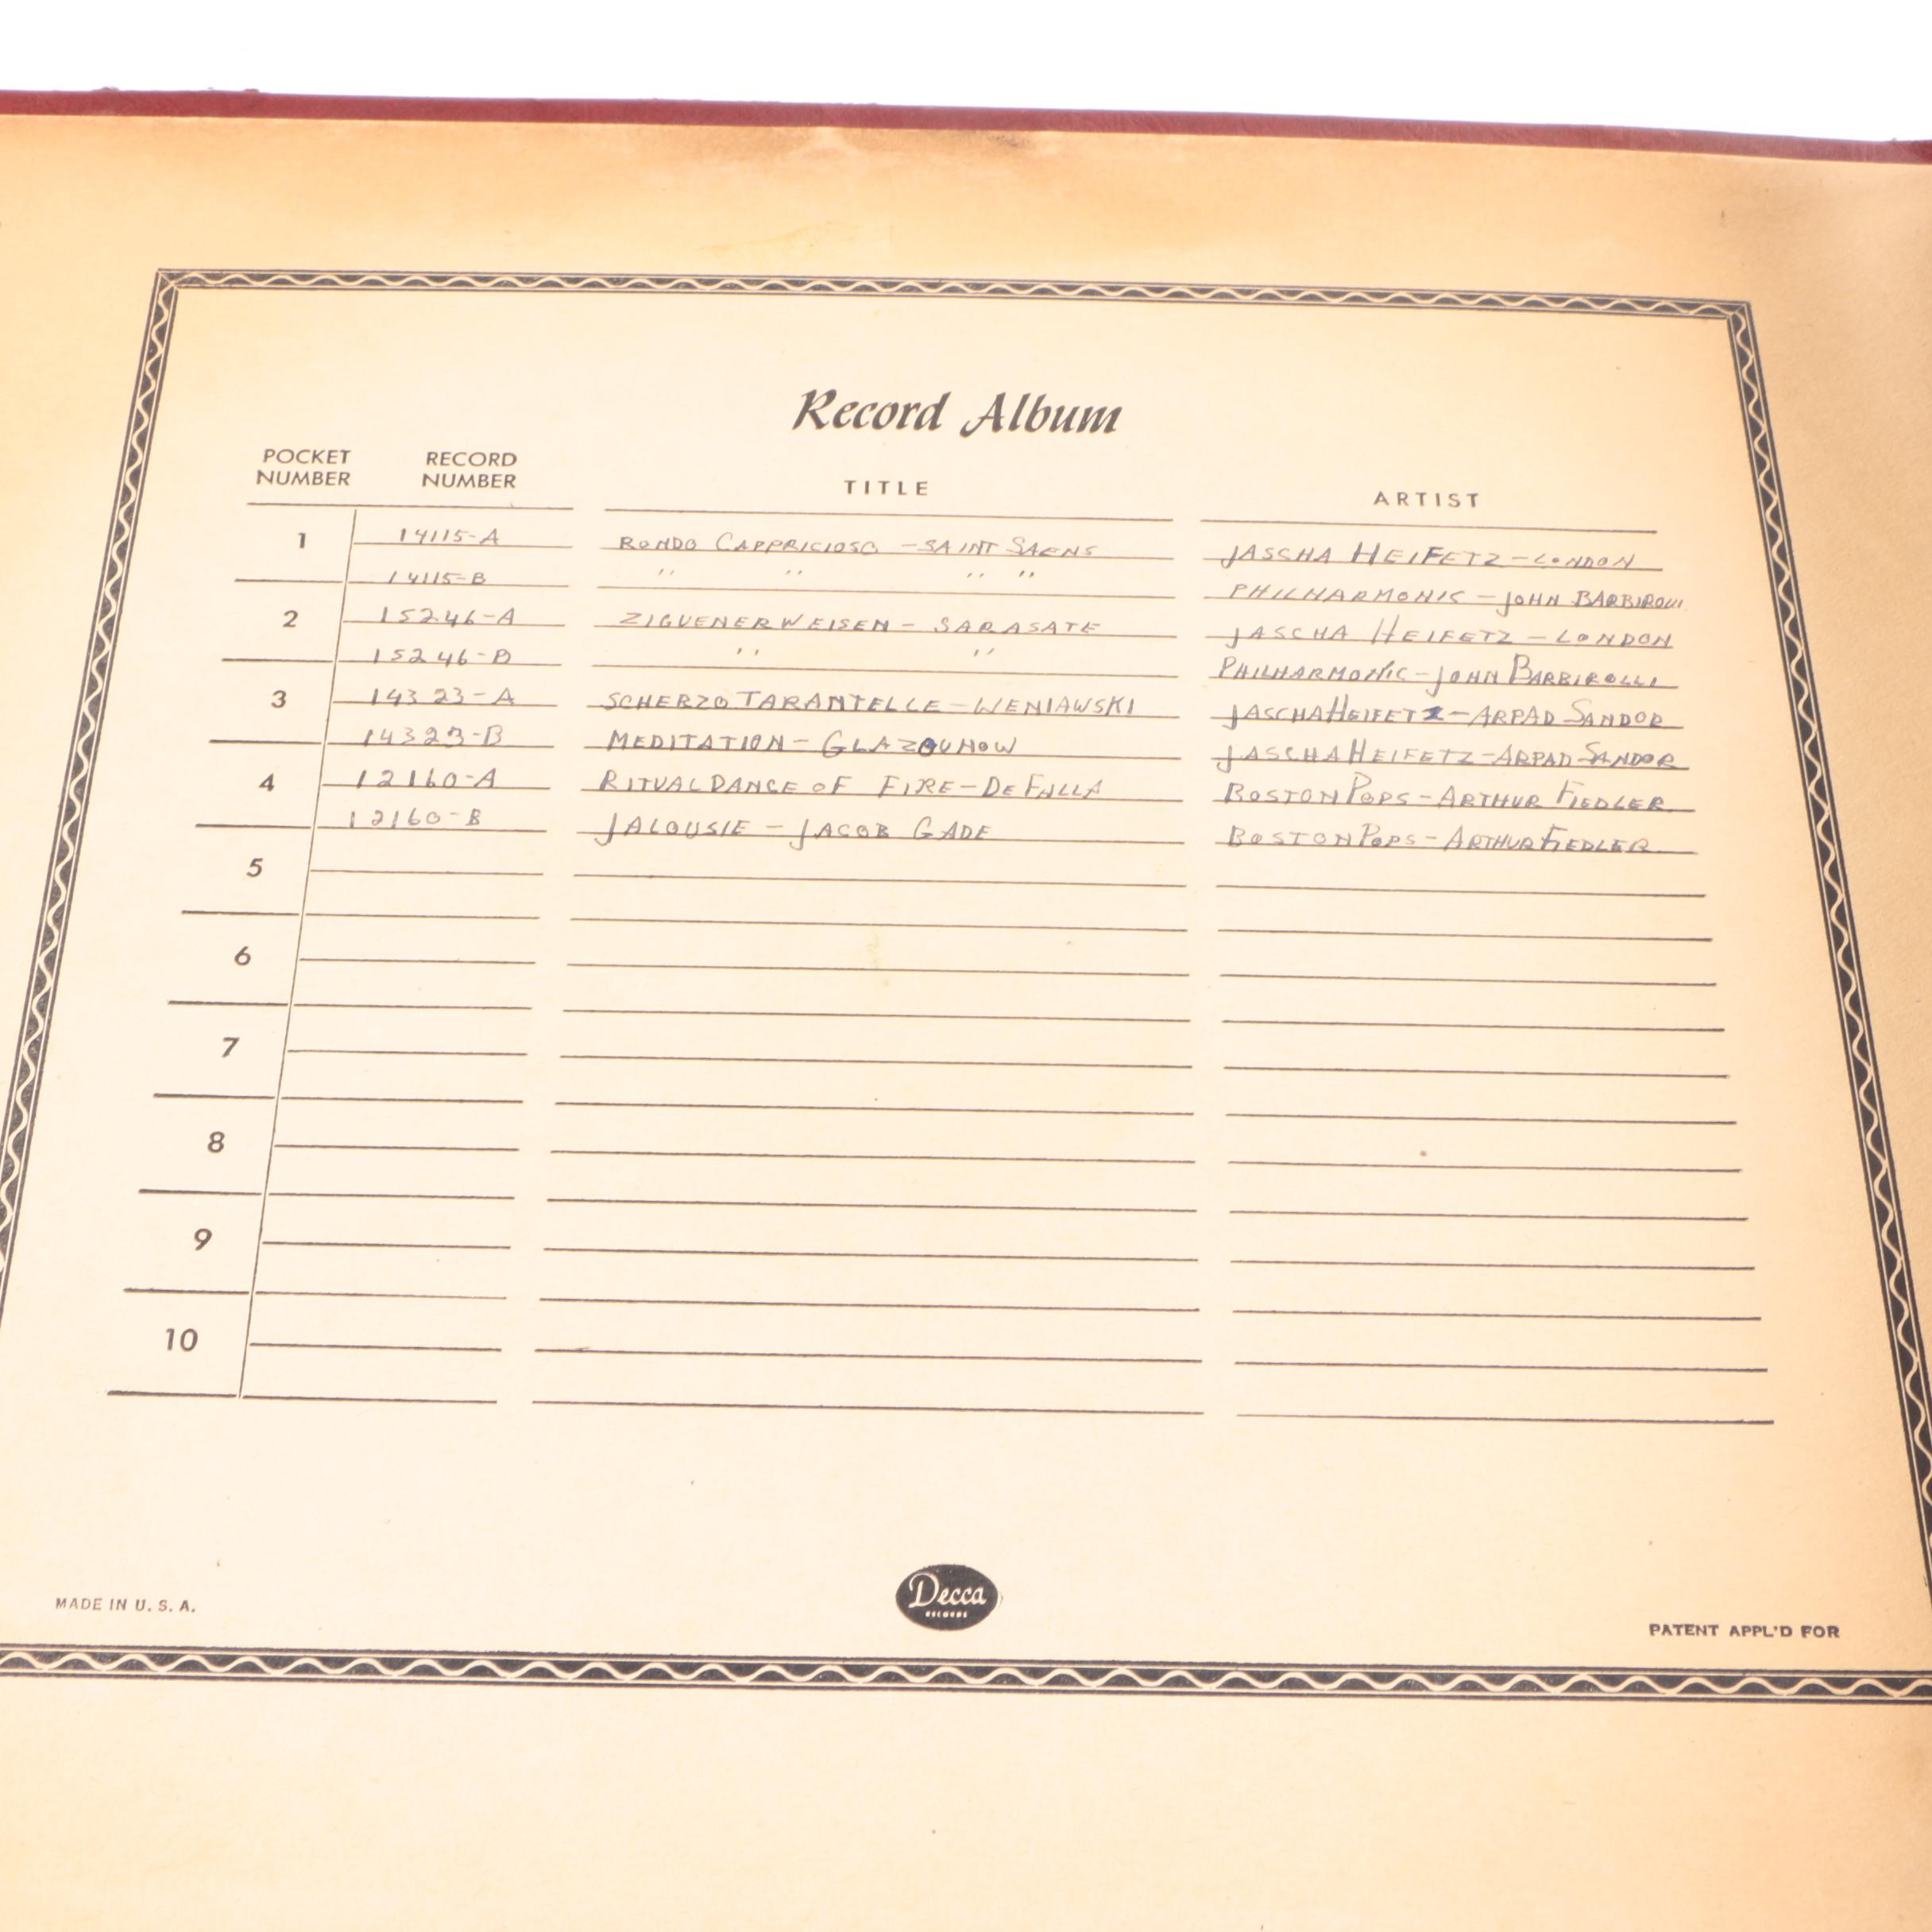 Record Album
POCKET NUMBER RECORD NUMBER TITLE ARTIST
1 14115-A RONDO CAPPRICIOSO - SAINT SAENS JASCHA HEIFETZ - LONDON
14115-B " " " " PHILHARMONIC - JOHN BARBIROLLI
2 15246-A ZIGUENERWEISEN - SARASATE JASCHA HEIFETZ - LONDON
15246-B " " PHILHARMONIC - JOHN BARBIROLLI
3 14323-A SCHERZO TARANTELLE - WENIAWSKI JASCHA HEIFETZ - ARPAD SANDOR
14323-B MEDITATION - GLAZOUNOW JASCHA HEIFETZ - ARPAD SANDOR
4 12160-A RITUAL DANCE OF FIRE - DE FALLA BOSTON POPS - ARTHUR FIEDLER
12160-B JALOUSIE - JACOB GADE BOSTON POPS - ARTHUR FIEDLER
5
6
7
8
9
10
MADE IN U.S.A.
Decca
RECORDS
PATENT APPL'D FOR